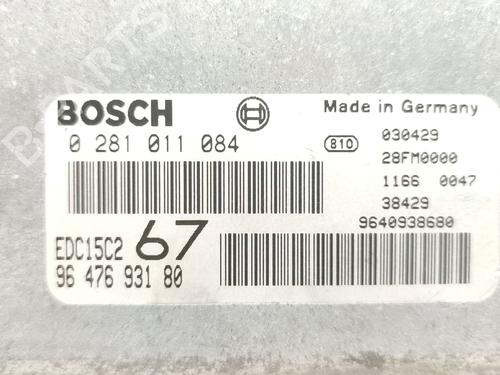 BOSCH
Made in Germany
0 281 011 084
810
030429
28FM0000
1166 0047
38429
9640938680
EDC15C2
67
96 476 931 80